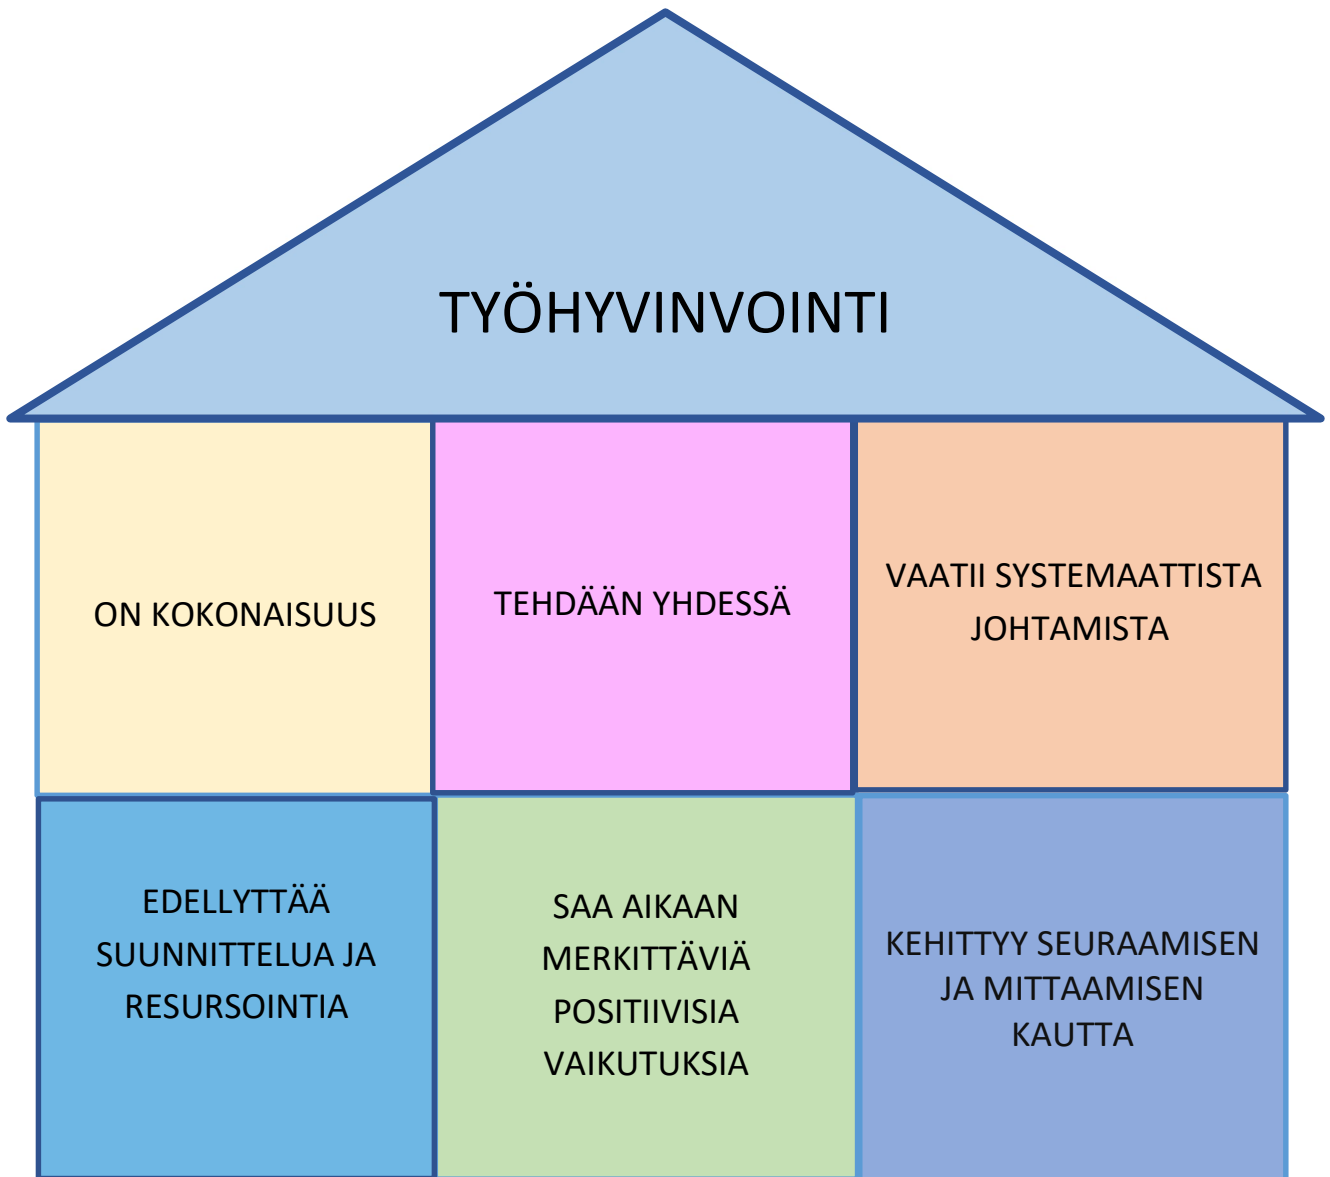 TYÖHYVINVOINTI
ON KOKONAISUUS
TEHDÄÄN YHDESSÄ
VAATII SYSTEMAATTISTA
JOHTAMISTA
EDELLYTTÄÄ
SUUNNITTELUA JA
RESURSOINTIA
SAA AIKAAN
MERKITTÄVIÄ
POSITIIVISIA
VAIKUTUKSIA
KEHITTYY SEURAAMISEN
JA MITTAAMISEN
KAUTTA